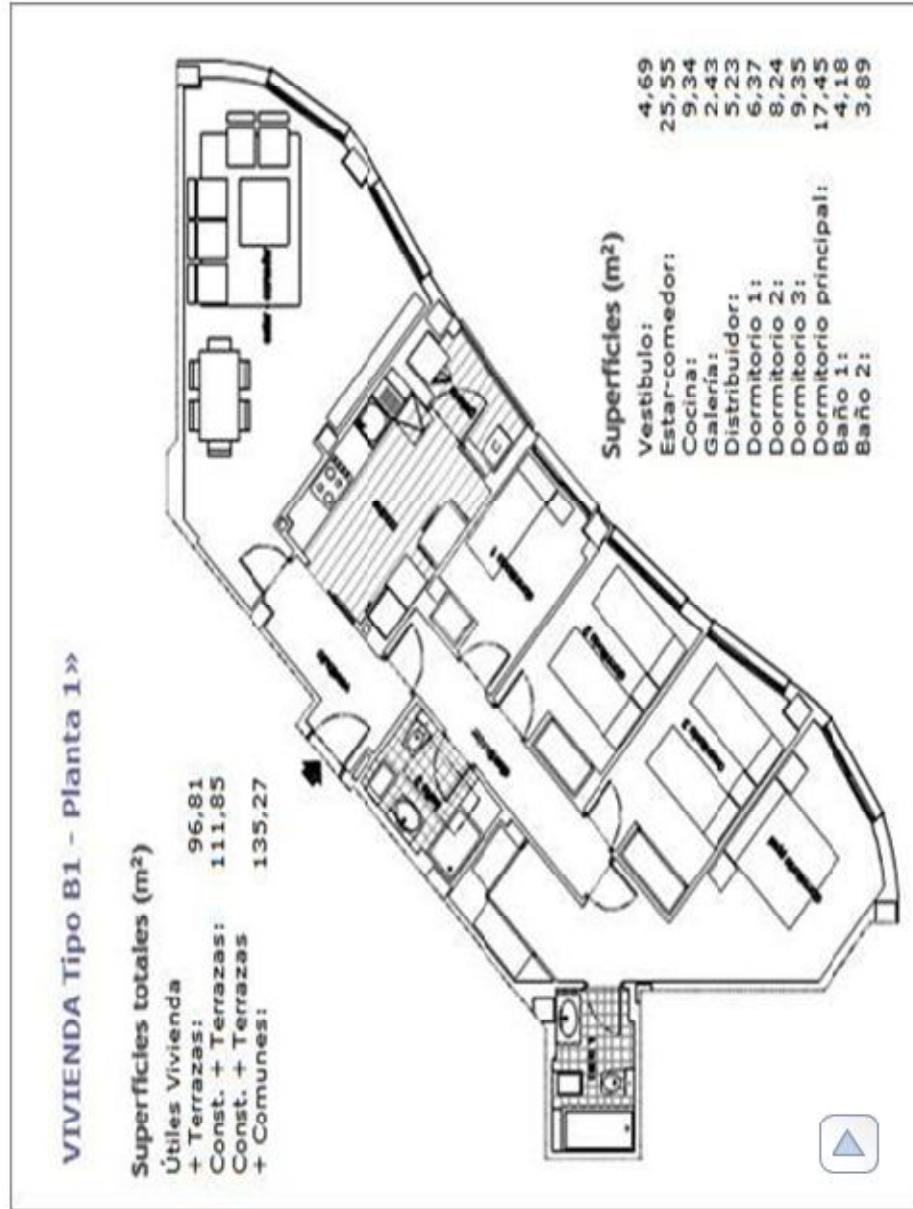 VIVIENDA Tipo B1 - Planta 1»
Superficies totales (m²)
Útiles Vivienda
+ Terrazas: 96,81
Const. + Terrazas: 111,85
Const. + Terrazas
+ Comunes: 135,27
Superficies (m²)
Vestíbulo: 4,69
Estar-comedor: 25,55
Cocina: 9,34
Galería: 2.43
Distribuidor: 5,23
Dormitorio 1: 6,37
Dormitorio 2: 8,24
Dormitorio 3: 9,35
Dormitorio principal: 17,45
Baño 1: 4,18
Baño 2: 3,89